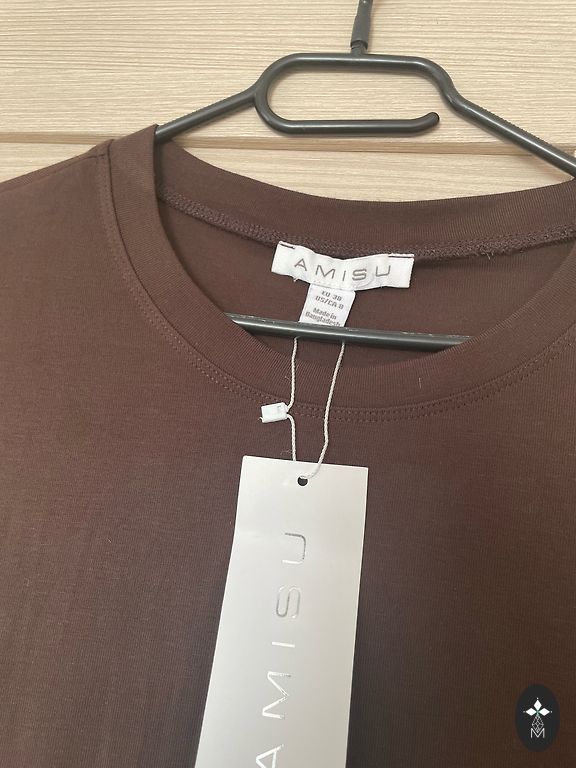 AMISU
EU 38
US/CA 8
Made in
Bangladesh
AMISU
M